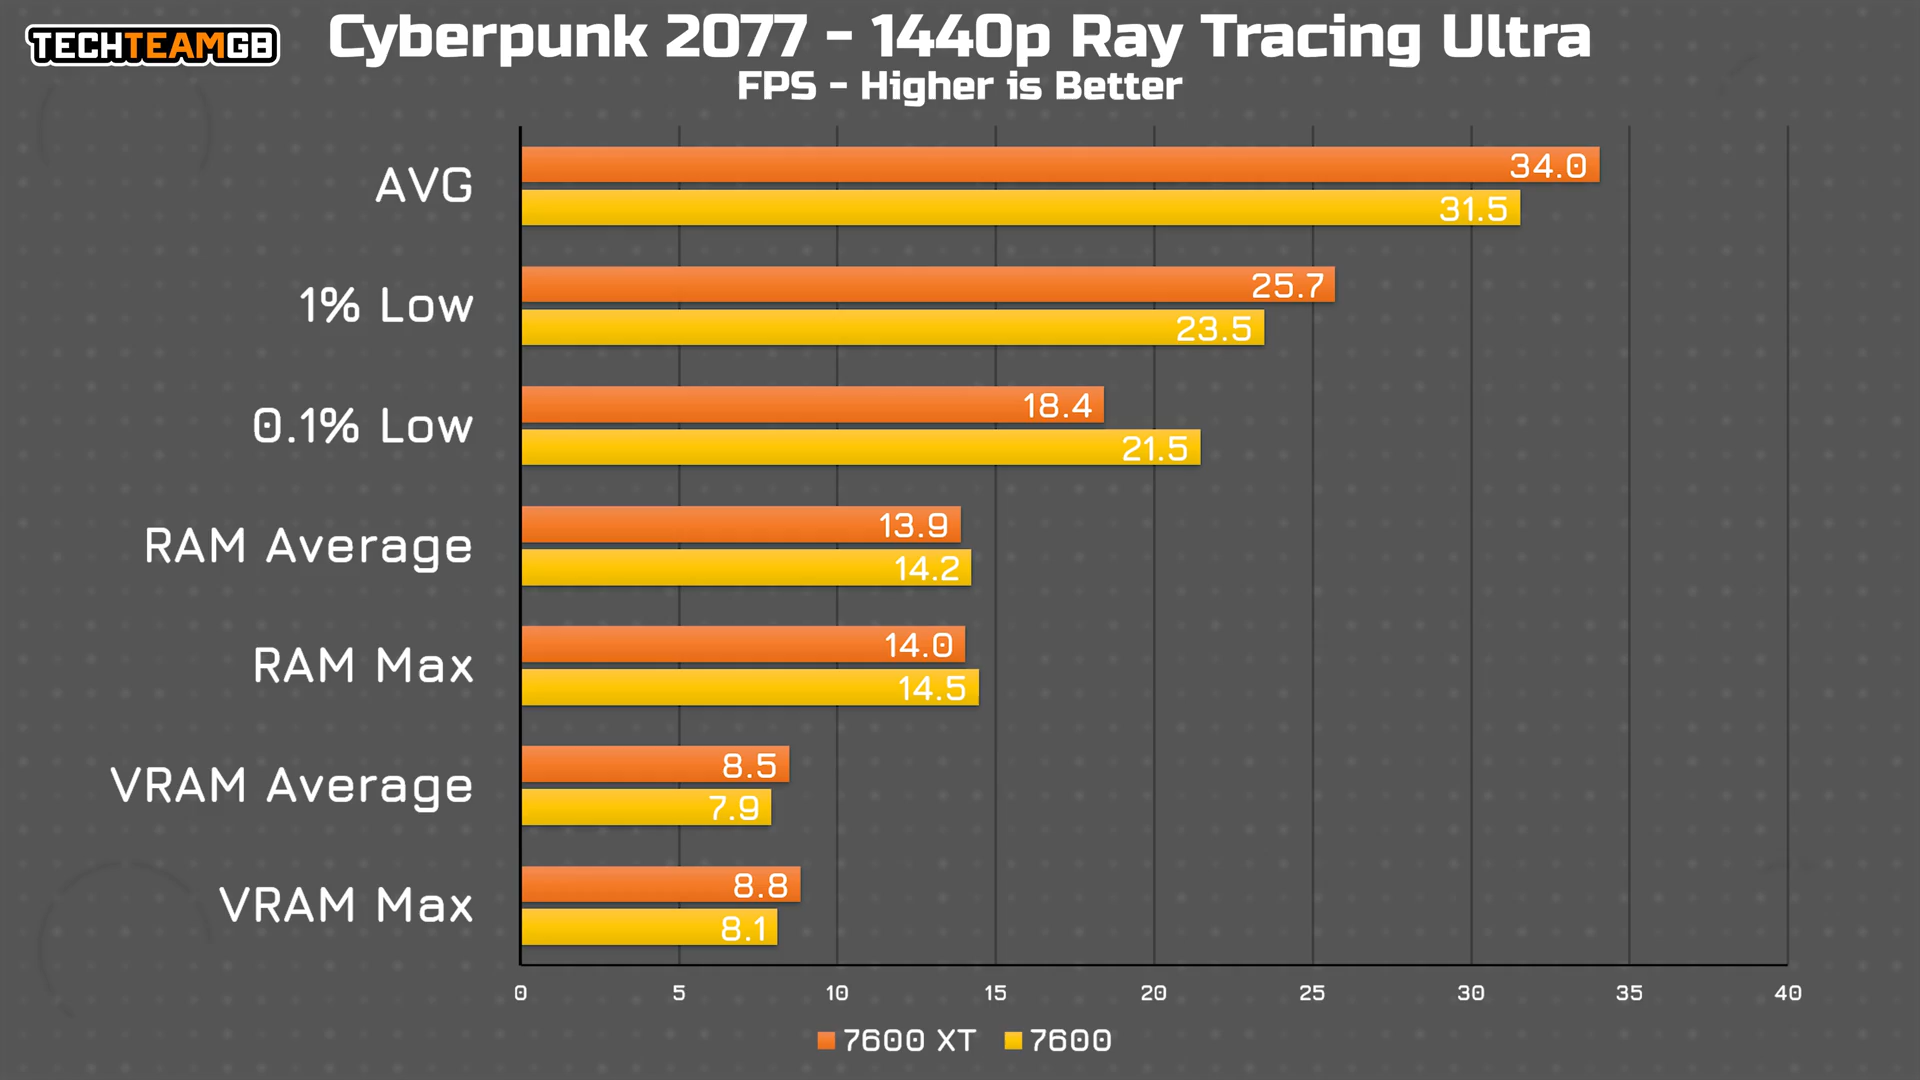 TECHTEAMGB
Cyberpunk 2077 - 1440p Ray Tracing Ultra
FPS - Higher is Better
AVG
34.0
31.5
1% Low
25.7
23.5
0.1% Low
18.4
21.5
RAM Average
13.9
14.2
RAM Max
14.0
14.5
VRAM Average
8.5
7.9
VRAM Max
8.8
8.1
0 5 10 15 20 25 30 35 40
7600 XT 7600